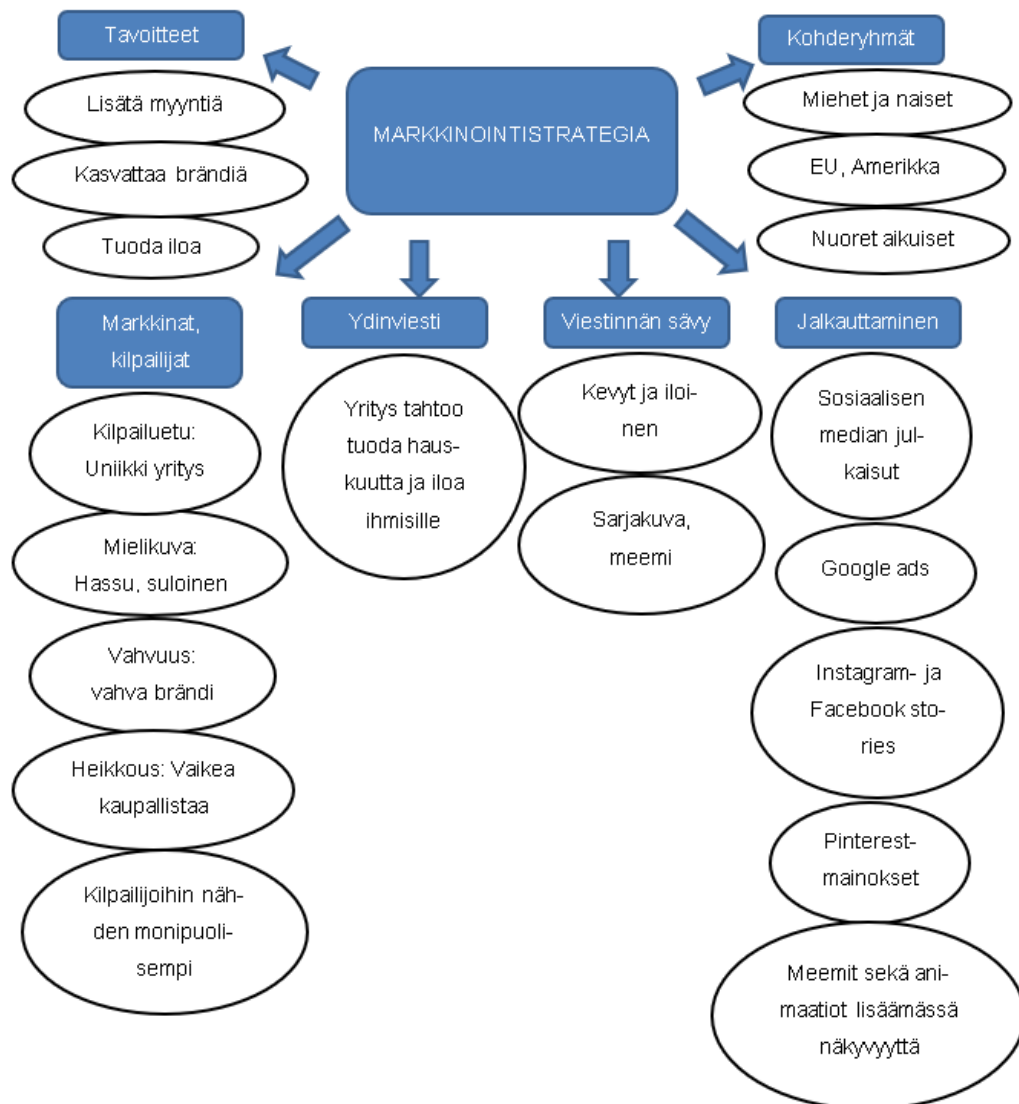 Tavoitteet
Lisätä myyntiä
Kasvattaa brändiä
Tuoda iloa
MARKKINOINTISTRATEGIA
Kohderyhmät
Miehet ja naiset
EU, Amerikka
Nuoret aikuiset
Markkinat,
kilpailijat
Kilpailuetu:
Uniikki yritys
Mielikuva:
Hassu, suloinen
Vahvuus:
vahva brändi
Heikkous: Vaikea
kaupallistaa
Kilpailijoihin näh-
den monipuoli-
sempi
Ydinviesti
Yritys tahtoo
tuoda haus-
kuutta ja iloa
ihmisille
Viestinnän sävy
Kevyt ja iloi-
nen
Sarjakuva,
meemi
Jalkauttaminen
Sosiaalisen
median jul-
kaisut
Google ads
Instagram- ja
Facebook sto-
ries
Pinterest-
mainokset
Meemit sekä ani-
maatiot lisäämässä
näkyvyyttä